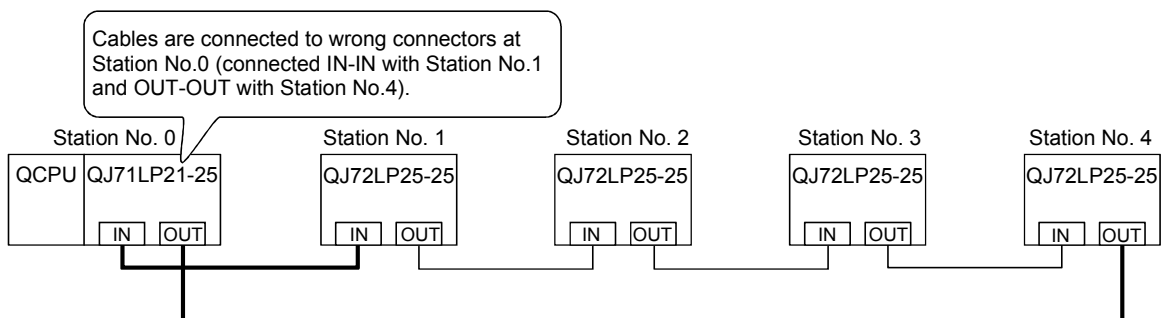 Cables are connected to wrong connectors at
Station No.0 (connected IN-IN with Station No.1
and OUT-OUT with Station No.4).
Station No. 0
Station No. 1
Station No. 2
Station No. 3
Station No. 4
QCPU
QJ71LP21-25
QJ72LP25-25
QJ72LP25-25
QJ72LP25-25
QJ72LP25-25
IN
OUT
IN
OUT
IN
OUT
IN
OUT
IN
OUT